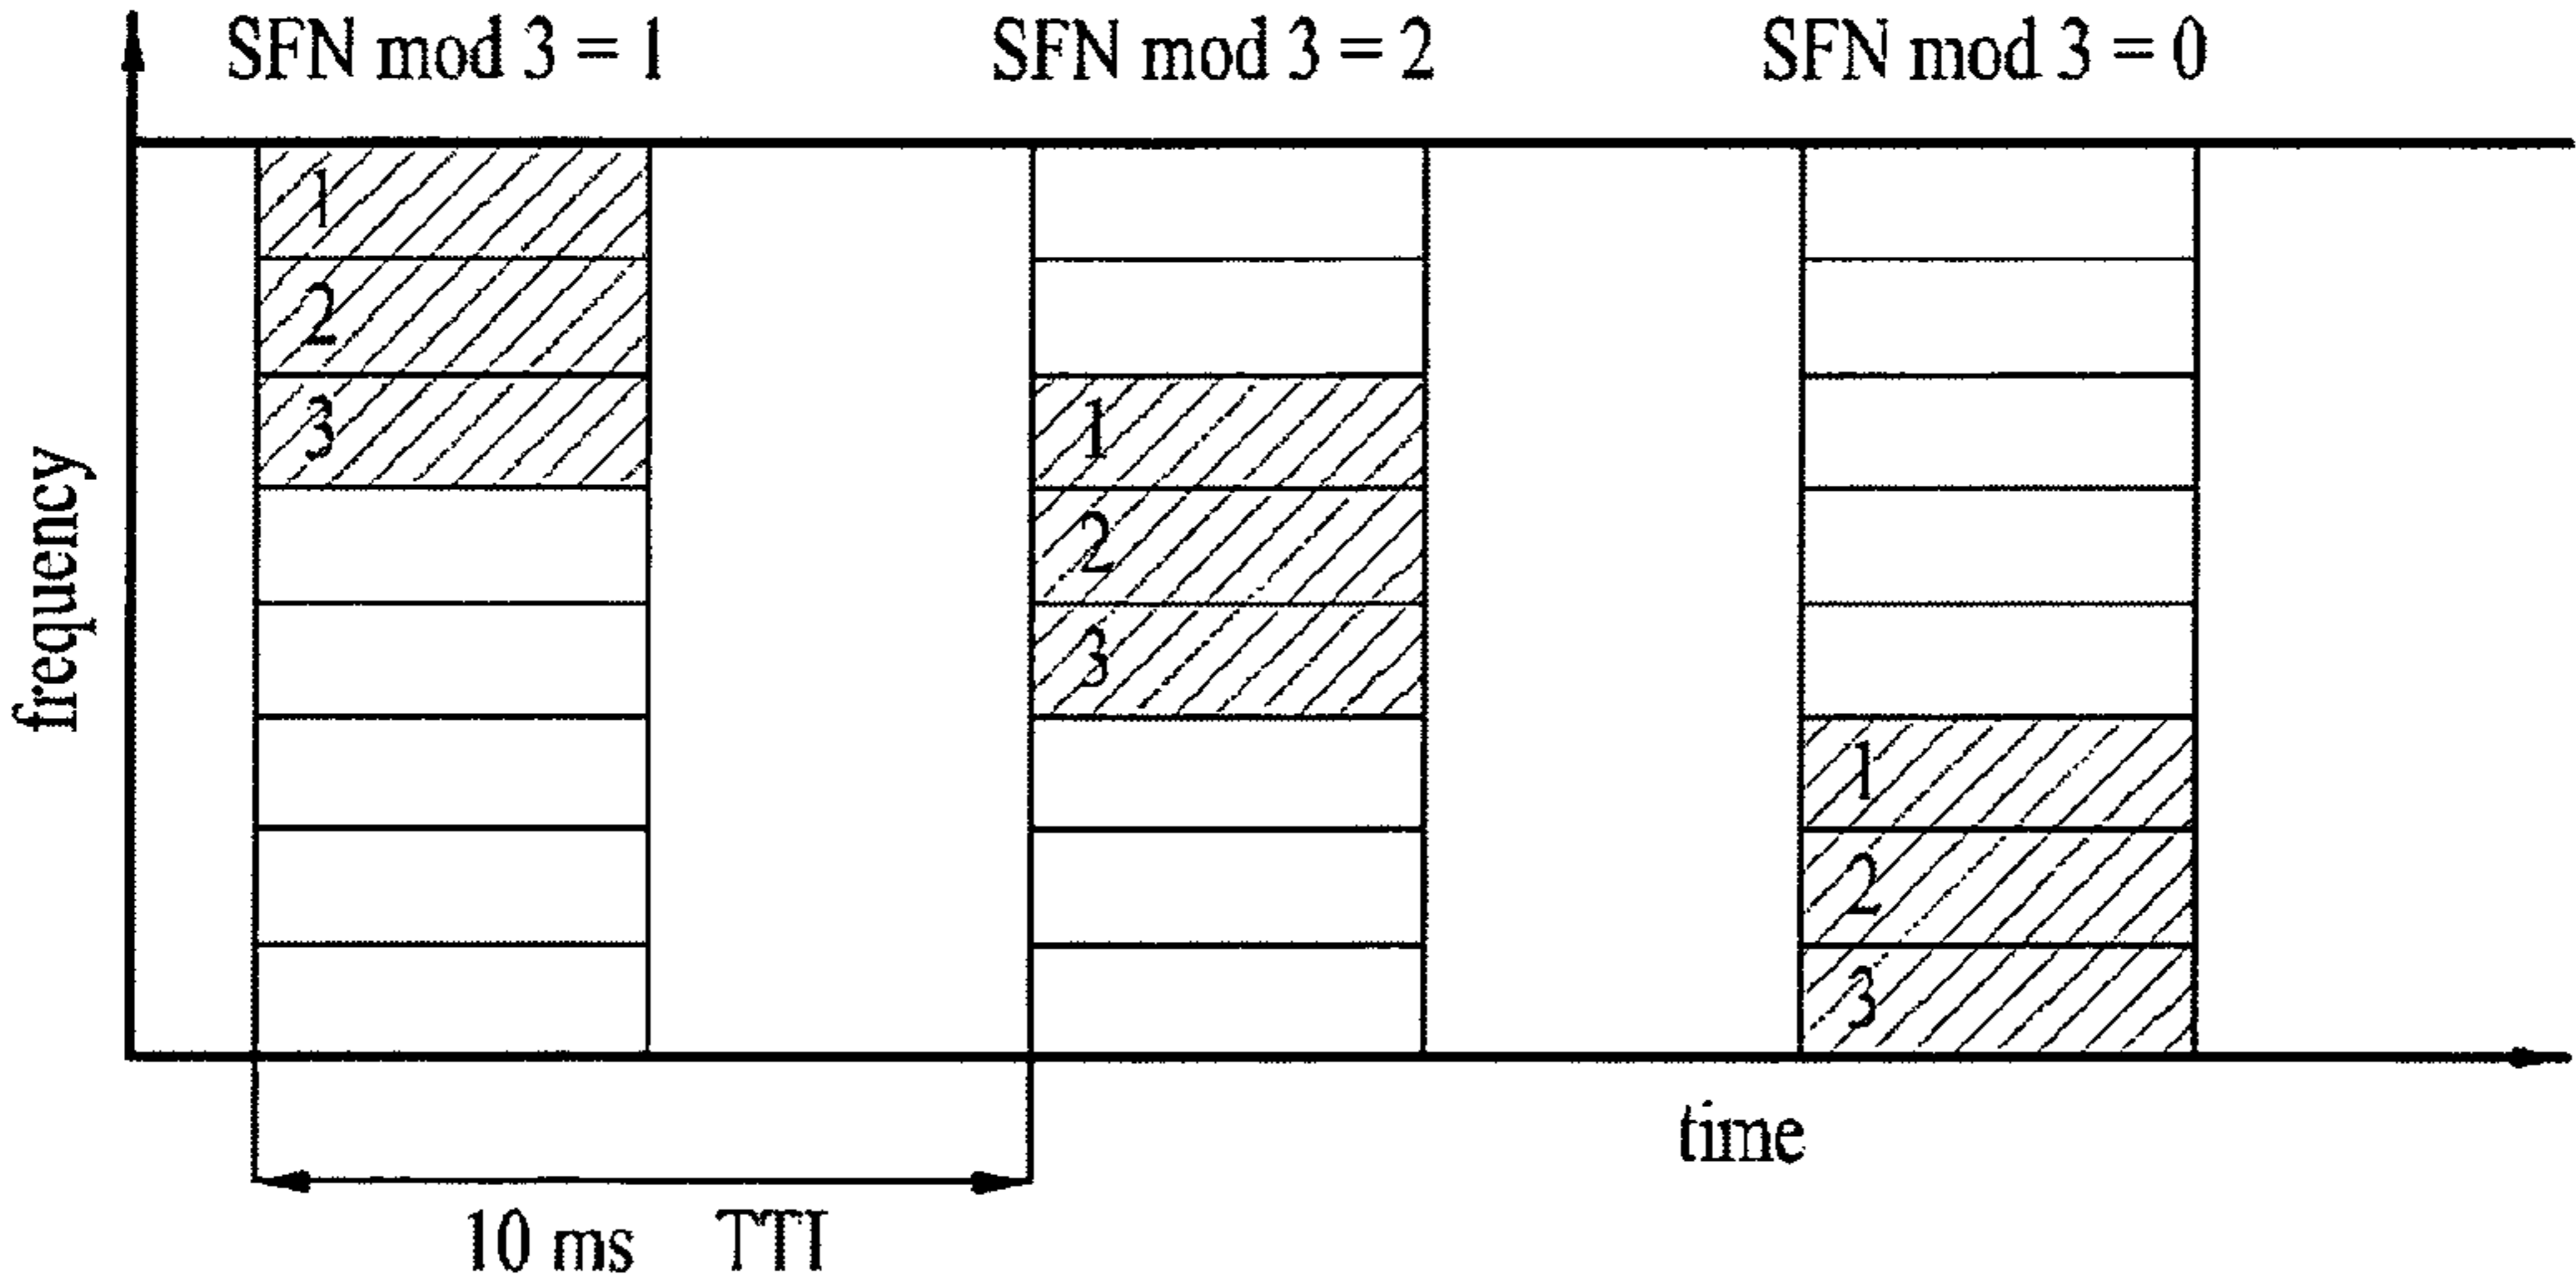 SFN mod 3 = 1
SFN mod 3 = 2
SFN mod 3 = 0
1
2
3
1
2
3
1
2
3
frequency
time
10 ms TTI